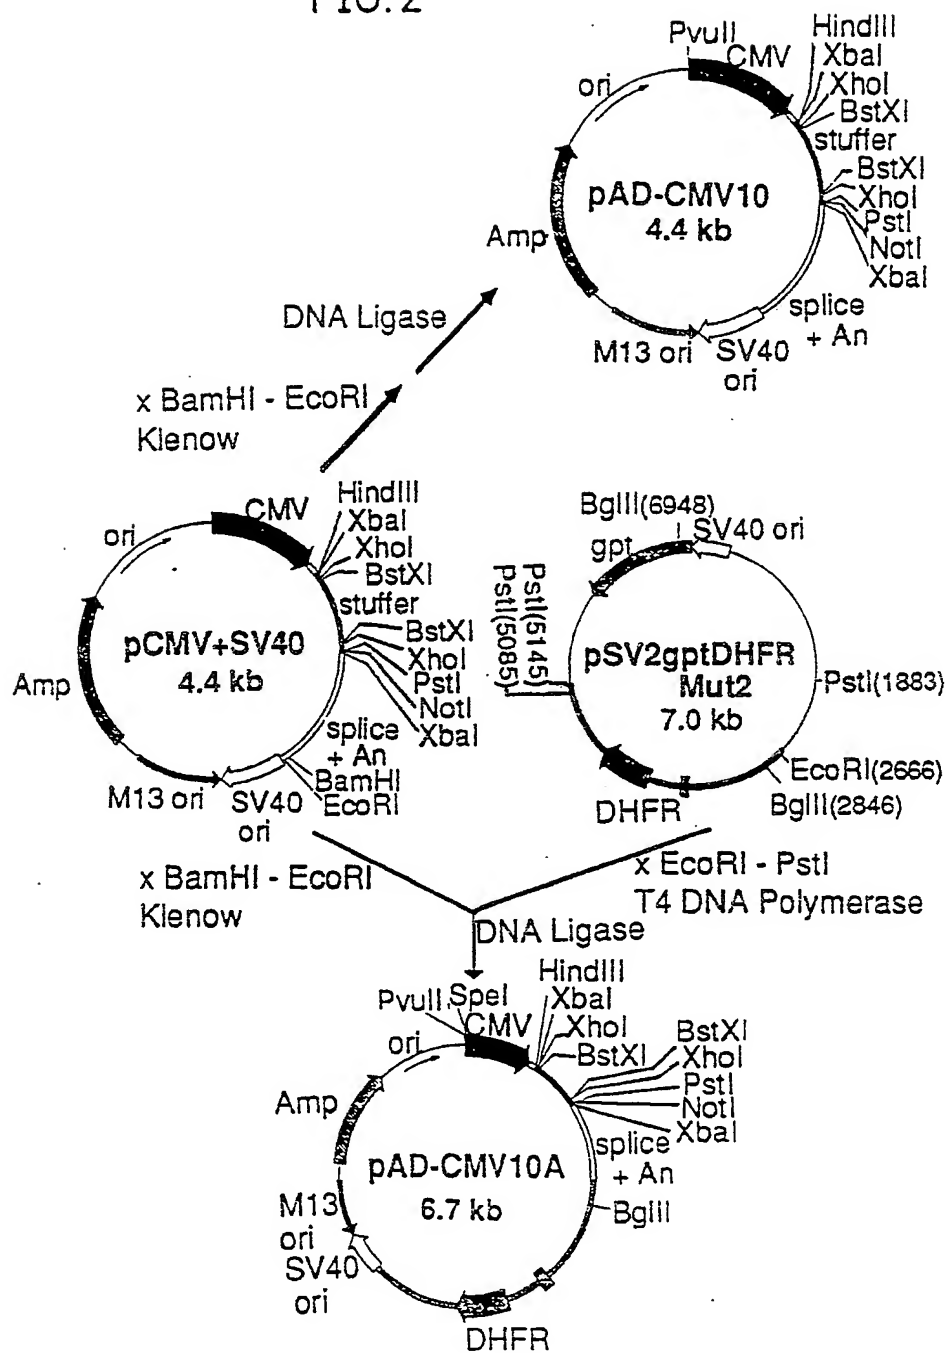 FIG. 2
PvuII
CMV
HindIII
XbaI
XhoI
BstXI
stuffer
BstXI
XhoI
PstI
NotI
XbaI
splice
+ An
SV40
ori
M13 ori
Amp
ori
pAD-CMV10
4.4 kb
DNA Ligase
x BamHI - EcoRI
Klenow
CMV
HindIII
XbaI
XhoI
BstXI
stuffer
BstXI
XhoI
PstI
NotI
XbaI
splice
+ An
BamHI
EcoRI
SV40
ori
M13 ori
Amp
ori
pCMV+SV40
4.4 kb
BglII(6948)
SV40 ori
gpt
PstI(5145)
PstI(5085)
pSV2gptDHFR
Mut2
7.0 kb
PstI(1883)
EcoRI(2666)
BglII(2846)
DHFR
x BamHI - EcoRI
Klenow
x EcoRI - PstI
T4 DNA Polymerase
DNA Ligase
PvuII
SpeI
CMV
HindIII
XbaI
XhoI
BstXI
BstXI
XhoI
PstI
NotI
XbaI
splice
+ An
BglII
DHFR
SV40
ori
M13
ori
Amp
ori
pAD-CMV10A
6.7 kb